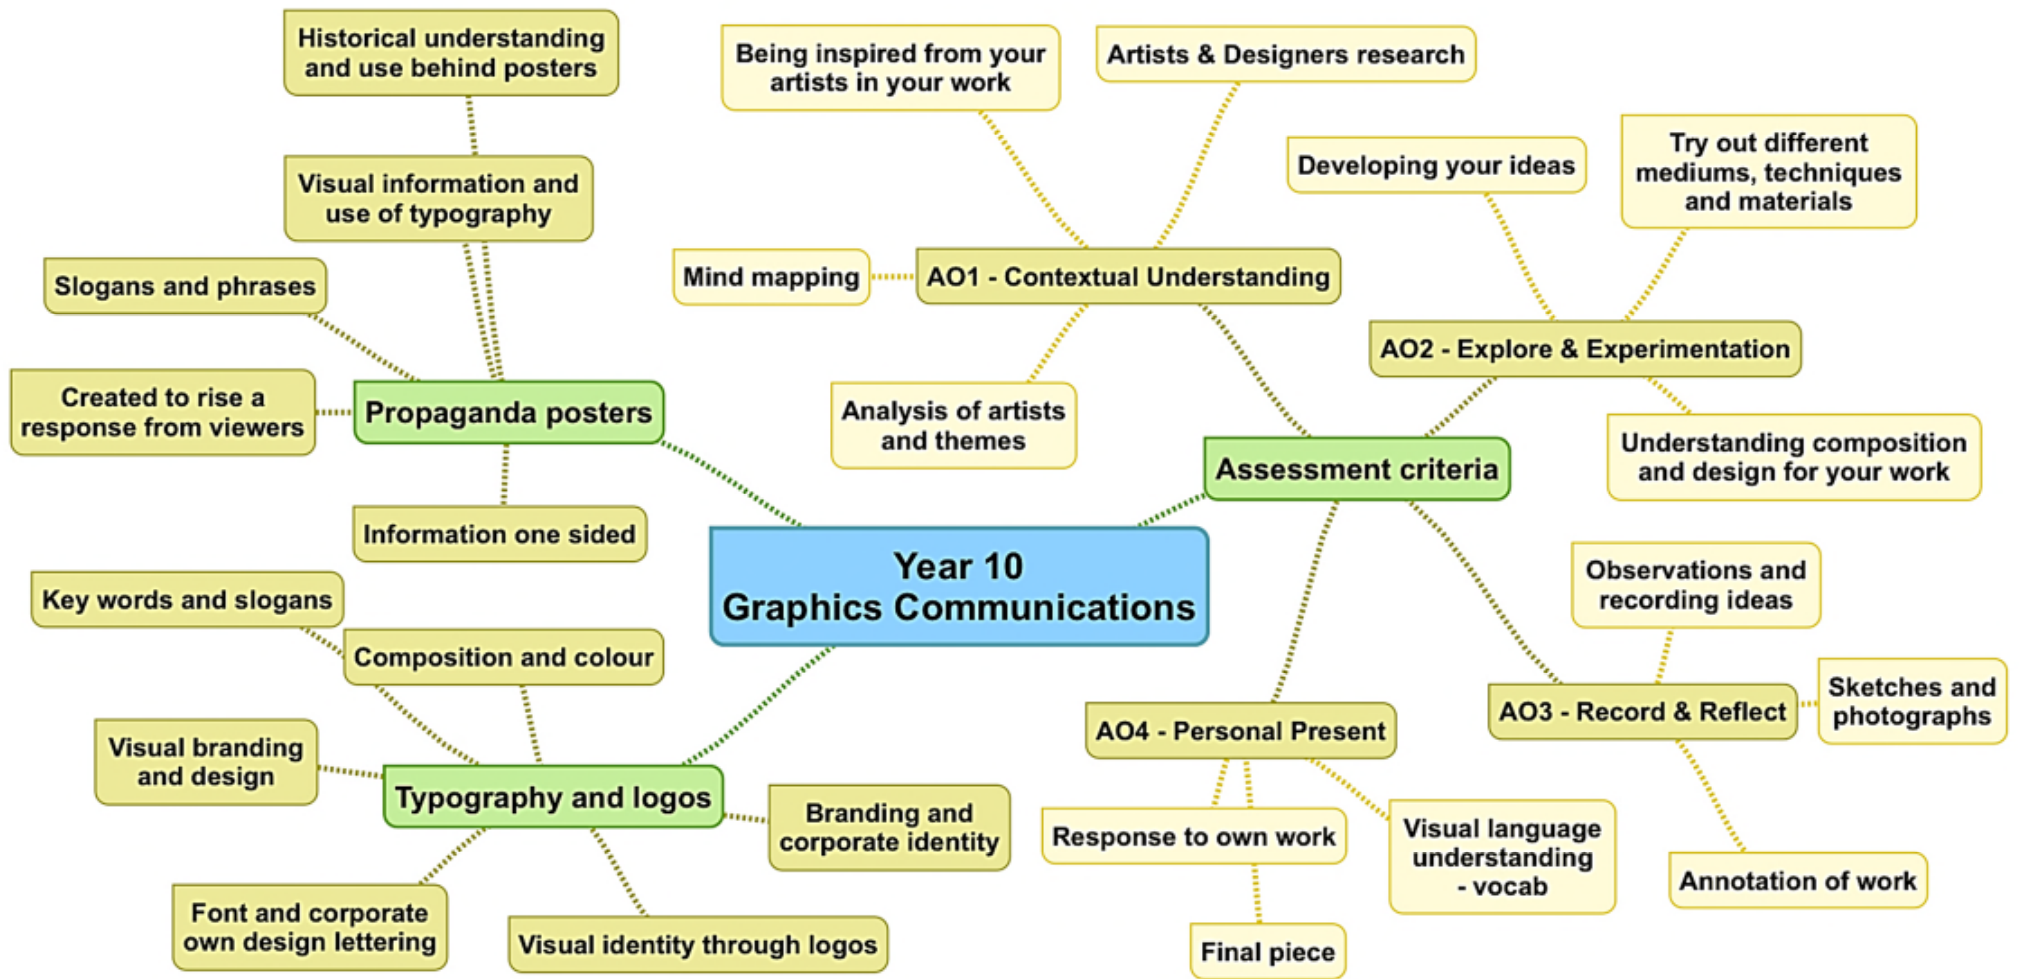 Year 10
Graphics Communications
Propaganda posters
Historical understanding
and use behind posters
Visual information and
use of typography
Slogans and phrases
Created to rise a
response from viewers
Information one sided
Typography and logos
Key words and slogans
Composition and colour
Visual branding
and design
Font and corporate
own design lettering
Visual identity through logos
Branding and
corporate identity
Assessment criteria
AO1 - Contextual Understanding
Being inspired from your
artists in your work
Artists & Designers research
Mind mapping
Analysis of artists
and themes
AO2 - Explore & Experimentation
Developing your ideas
Try out different
mediums, techniques
and materials
Understanding composition
and design for your work
AO3 - Record & Reflect
Observations and
recording ideas
Sketches and
photographs
Annotation of work
AO4 - Personal Present
Response to own work
Visual language
understanding
- vocab
Final piece